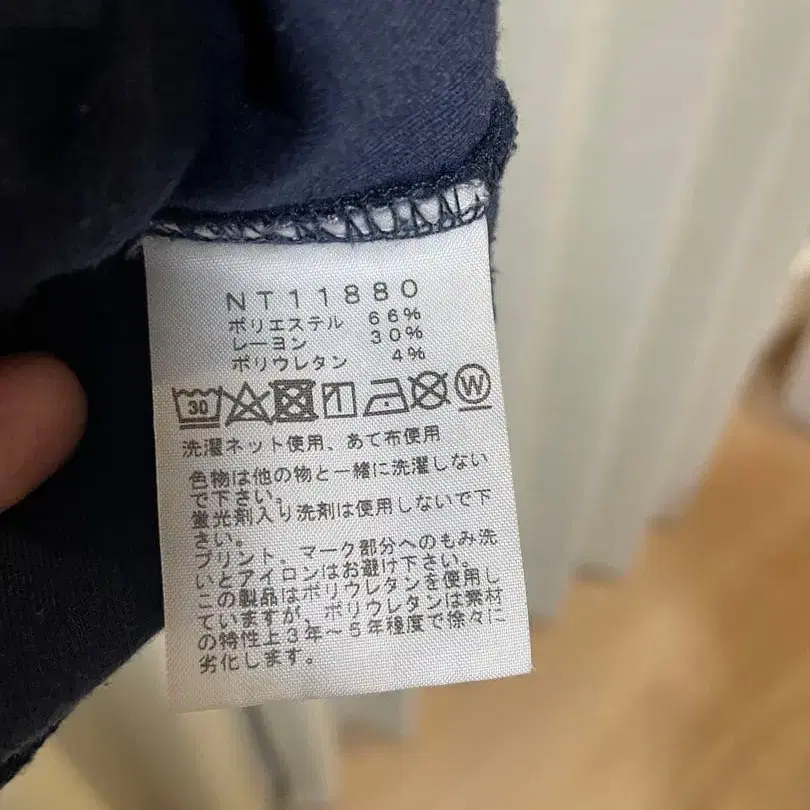 NT11880
ポリエステル 66%
レーヨン 30%
ポリウレタン 4%
30 W
洗濯ネット使用、あて布使用
色物は他の物と一緒に洗濯しない
で下さい。
蛍光剤入り洗剤は使用しないで下
さい。
プリント、マーク部分へのもみ洗
いとアイロンはお避け下さい。
この製品はポリウレタンを使用し
ていますが、ポリウレタンは素材
の特性上3年～5年程度で徐々に
劣化します。